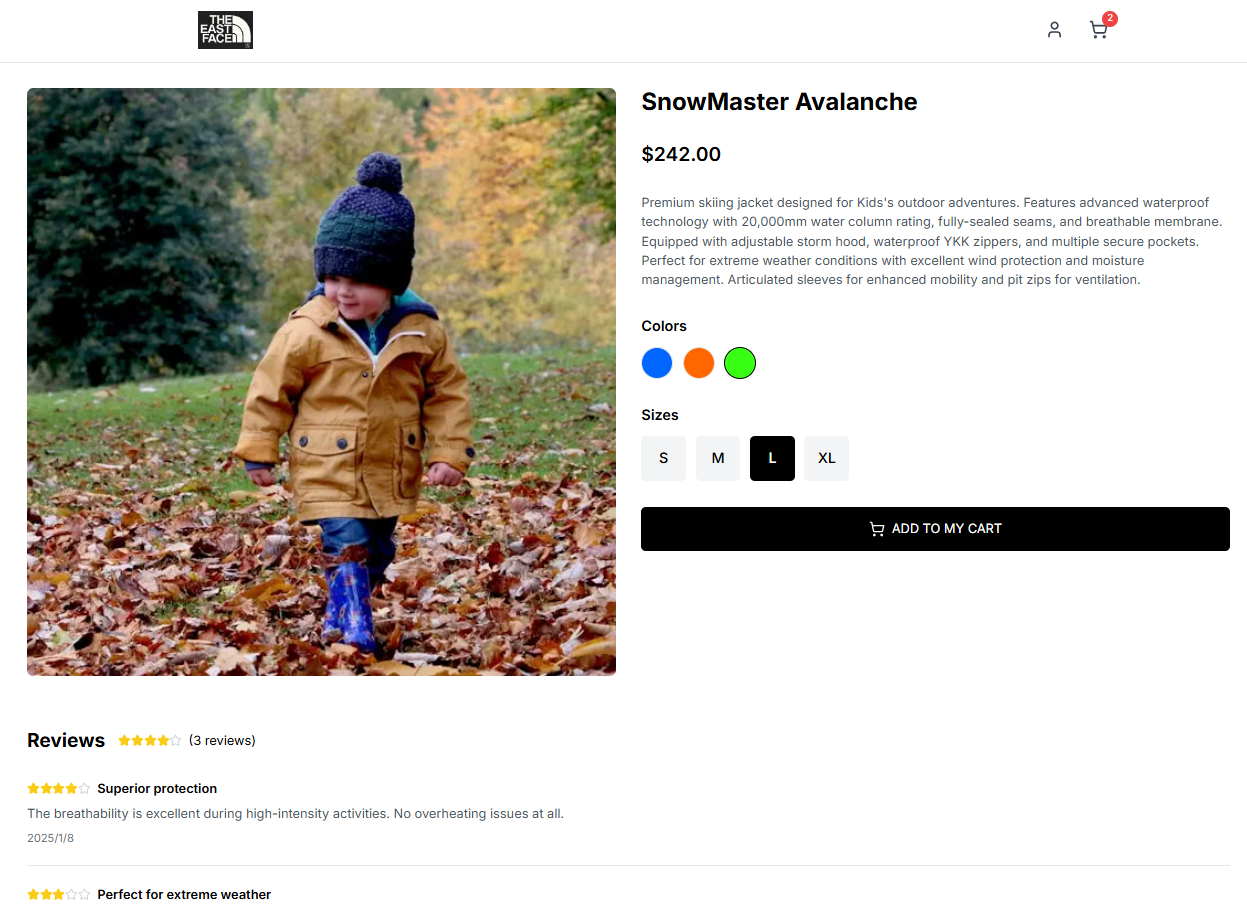 THE
EAST
FACE
2
SnowMaster Avalanche
$242.00
Premium skiing jacket designed for Kids's outdoor adventures. Features advanced waterproof
technology with 20,000mm water column rating, fully-sealed seams, and breathable membrane.
Equipped with adjustable storm hood, waterproof YKK zippers, and multiple secure pockets.
Perfect for extreme weather conditions with excellent wind protection and moisture
management. Articulated sleeves for enhanced mobility and pit zips for ventilation.
Colors
Sizes
S M L XL
ADD TO MY CART
Reviews (3 reviews)
Superior protection
The breathability is excellent during high-intensity activities. No overheating issues at all.
2025/1/8
Perfect for extreme weather